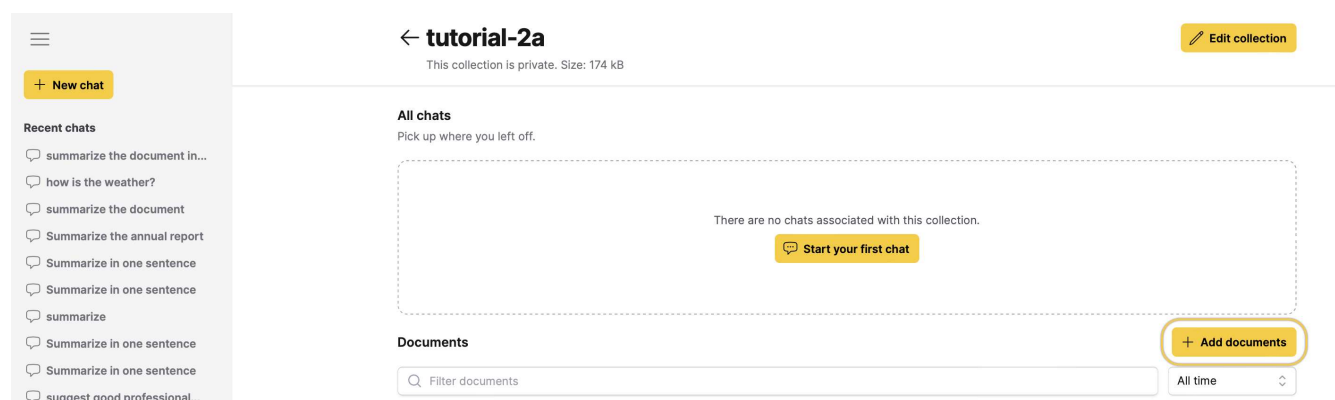 tutorial-2a
Edit collection
This collection is private. Size: 174 kB
New chat
Recent chats
summarize the document in...
how is the weather?
summarize the document
Summarize the annual report
Summarize in one sentence
Summarize in one sentence
summarize
Summarize in one sentence
Summarize in one sentence
suggest good professional...
All chats
Pick up where you left off.
There are no chats associated with this collection.
Start your first chat
Documents
Add documents
Filter documents
All time